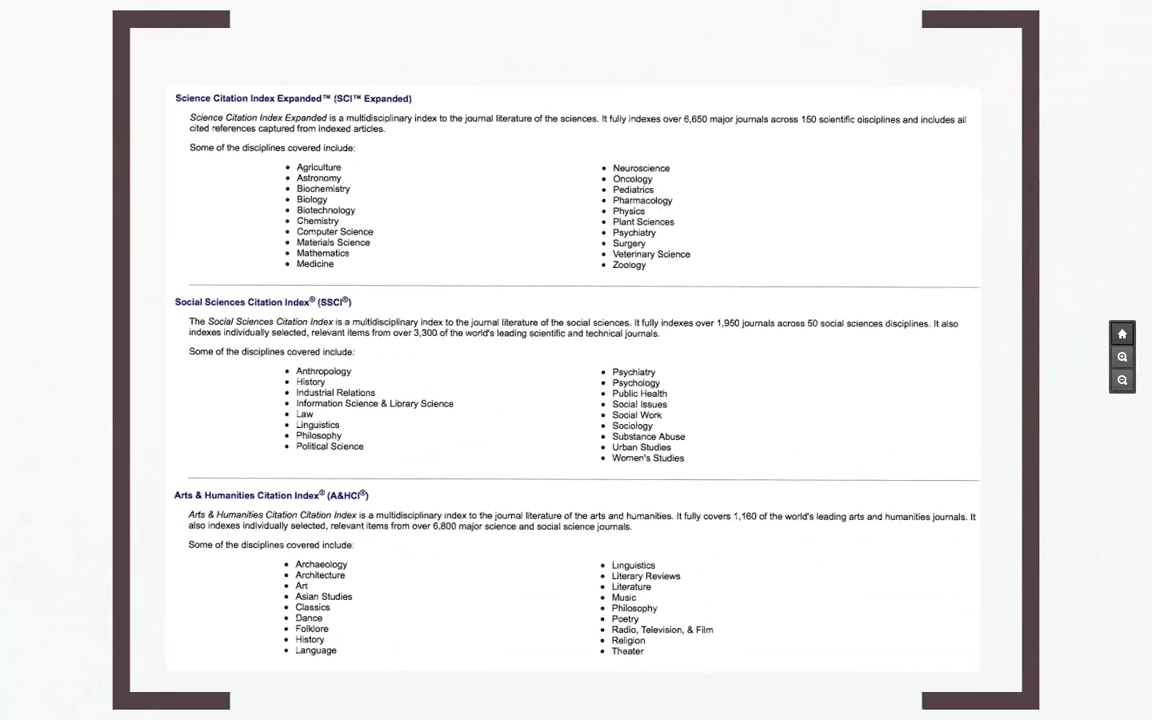 Science Citation Index Expanded™ (SCI™ Expanded)
Science Citation Index Expanded is a multidisciplinary index to the journal literature of the sciences. It fully indexes over 6,650 major journals across 150 scientific disciplines and includes all
cited references captured from indexed articles.
Some of the disciplines covered include:
• Agriculture
• Astronomy
• Biochemistry
• Biology
• Biotechnology
• Chemistry
• Computer Science
• Materials Science
• Mathematics
• Medicine
• Neuroscience
• Oncology
• Pediatrics
• Pharmacology
• Physics
• Plant Sciences
• Psychiatry
• Surgery
• Veterinary Science
• Zoology
Social Sciences Citation Index® (SSCI®)
The Social Sciences Citation Index is a multidisciplinary index to the journal literature of the social sciences. It fully indexes over 1,950 journals across 50 social sciences disciplines. It also
indexes individually selected, relevant items from over 3,300 of the world's leading scientific and technical journals.
Some of the disciplines covered include:
• Anthropology
• History
• Industrial Relations
• Information Science & Library Science
• Law
• Linguistics
• Philosophy
• Political Science
• Psychiatry
• Psychology
• Public Health
• Social Issues
• Social Work
• Sociology
• Substance Abuse
• Urban Studies
• Women's Studies
Arts & Humanities Citation Index® (A&HCI®)
Arts & Humanities Citation Citation Index is a multidisciplinary index to the journal literature of the arts and humanities. It fully covers 1,160 of the world's leading arts and humanities journals. It
also indexes individually selected, relevant items from over 6,800 major science and social science journals.
Some of the disciplines covered include:
• Archaeology
• Architecture
• Art
• Asian Studies
• Classics
• Dance
• Folklore
• History
• Language
• Linguistics
• Literary Reviews
• Literature
• Music
• Philosophy
• Poetry
• Radio, Television, & Film
• Religion
• Theater